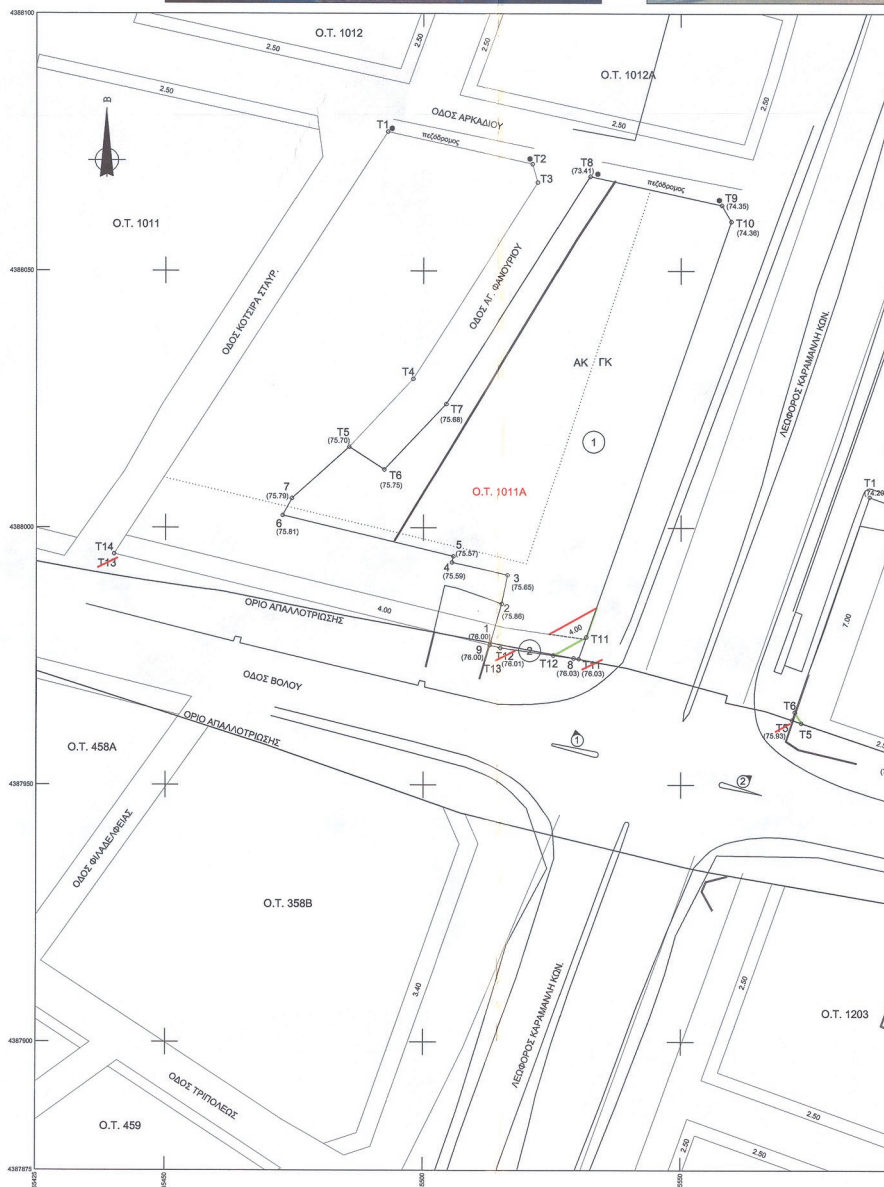 4388100
Ο.Τ. 1012
2.50
2.50
2.50
Ο.Τ. 1012Α
2.50
2.50
2.50
Β
ΟΔΟΣ ΑΡΚΑΔΙΟΥ
Τ1
πεζόδρομος
Τ2
Τ3
Τ8
(73.41)
πεζόδρομος
Τ9
(74.35)
Τ10
(74.36)
Ο.Τ. 1011
4388050
ΟΔΟΣ ΚΟΤΣΙΡΑ ΣΤΑΥΡ.
ΟΔΟΣ ΑΓ. ΦΑΝΟΥΡΙΟΥ
ΛΕΩΦΟΡΟΣ ΚΑΡΑΜΑΝΛΗ ΚΩΝ.
ΑΚ ΓΚ
Τ4
Τ7
(75.68)
1
Τ5
(75.70)
Τ6
(75.75)
Ο.Τ. 1011Α
7
(75.79)
6
(75.81)
Τ1
(74.20
4388000
Τ14
Τ13
5
(75.57)
4
(75.59)
3
(75.65)
2
(75.86)
7.00
ΟΡΙΟ ΑΠΑΛΛΟΤΡΙΩΣΗΣ
4.00
4.00
1
(76.00)
9
(76.00)
Τ12
(76.01)
Τ13
2
Τ12
8
(76.03)
Τ11
Τ11
(76.03)
ΟΔΟΣ ΒΟΛΟΥ
ΟΡΙΟ ΑΠΑΛΛΟΤΡΙΩΣΗΣ
Τ6
Τ5
(75.93)
Τ5
1
2
Ο.Τ. 458Α
4387950
ΟΔΟΣ ΦΙΛΑΔΕΛΦΕΙΑΣ
Ο.Τ. 358Β
3.40
ΛΕΩΦΟΡΟΣ ΚΑΡΑΜΑΝΛΗ ΚΩΝ.
2.50
Ο.Τ. 1203
4387900
ΟΔΟΣ ΤΡΙΠΟΛΕΩΣ
Ο.Τ. 459
2.50
2.50
2.50
4387875